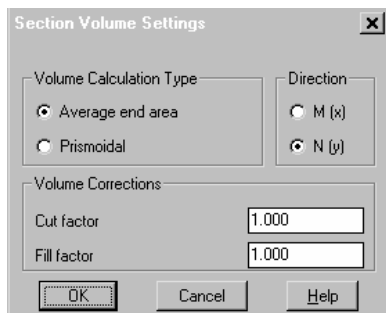 Section Volume Settings
Volume Calculation Type
Average end area
Prismoidal
Direction
M (x)
N (y)
Volume Corrections
Cut factor
1.000
Fill factor
1.000
OK
Cancel
Help